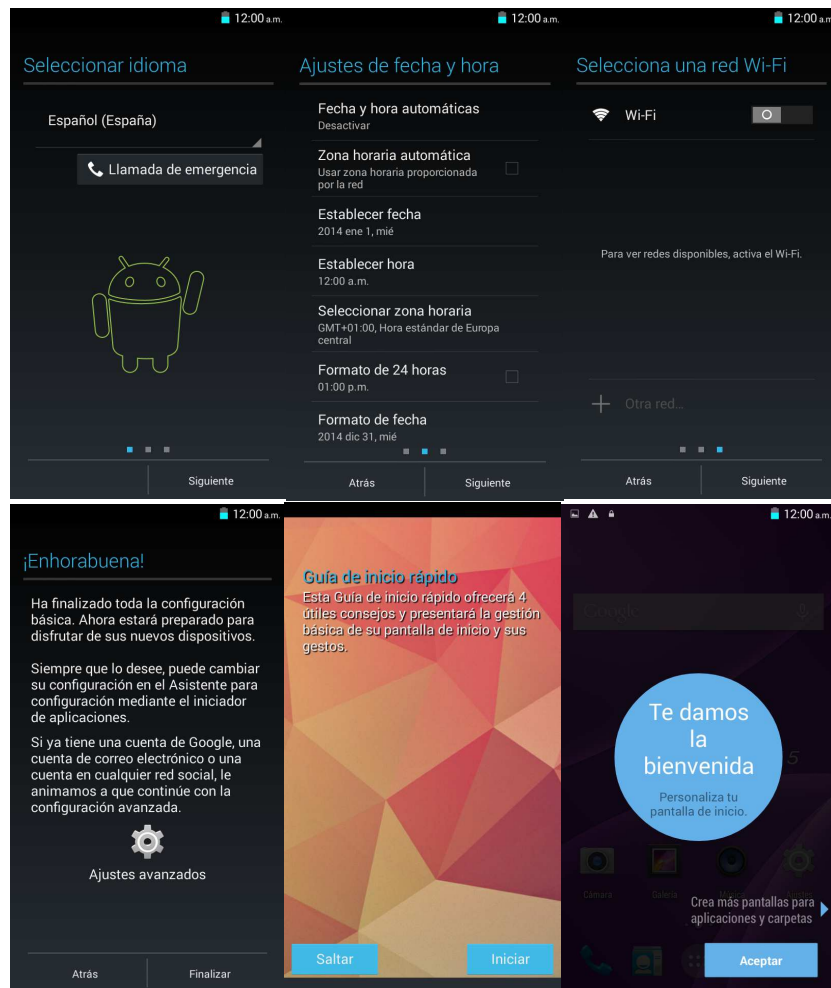 12:00 a.m.
Seleccionar idioma
Español (España)
Llamada de emergencia
Siguiente
12:00 a.m.
Ajustes de fecha y hora
Fecha y hora automáticas
Desactivar
Zona horaria automática
Usar zona horaria proporcionada
por la red
Establecer fecha
2014 ene 1, mié
Establecer hora
12:00 a.m.
Seleccionar zona horaria
GMT+01:00, Hora estándar de Europa
central
Formato de 24 horas
01:00 p.m.
Formato de fecha
2014 dic 31, mié
Atrás
Siguiente
12:00 a.m
Selecciona una red Wi-Fi
Wi-Fi
Para ver redes disponibles, activa el Wi-Fi.
Otra red...
Atrás
Siguiente
12:00 a.m.
¡Enhorabuena!
Ha finalizado toda la configuración
básica. Ahora estará preparado para
disfrutar de sus nuevos dispositivos.
Siempre que lo desee, puede cambiar
su configuración en el Asistente para
configuración mediante el iniciador
de aplicaciones.
Si ya tiene una cuenta de Google, una
cuenta de correo electrónico o una
cuenta en cualquier red social, le
animamos a que continúe con la
configuración avanzada.
Ajustes avanzados
Atrás
Finalizar
Guía de inicio rápido
Esta Guía de inicio rápido ofrecerá 4
útiles consejos y presentará la gestión
básica de su pantalla de inicio y sus
gestos.
Saltar
Iniciar
12:00 a.m.
Google
Te damos
la
bienvenida
Personaliza tu
pantalla de inicio.
5
Cámara
Galería
Música
Ajustes
Crea más pantallas para
aplicaciones y carpetas
Aceptar